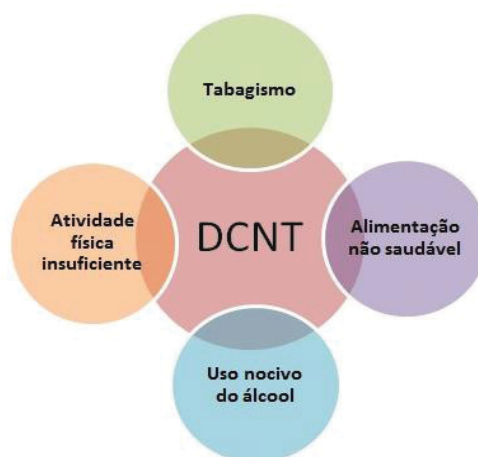 Tabagismo
Atividade
física
insuficiente
DCNT
Alimentação
não saudável
Uso nocivo
do álcool